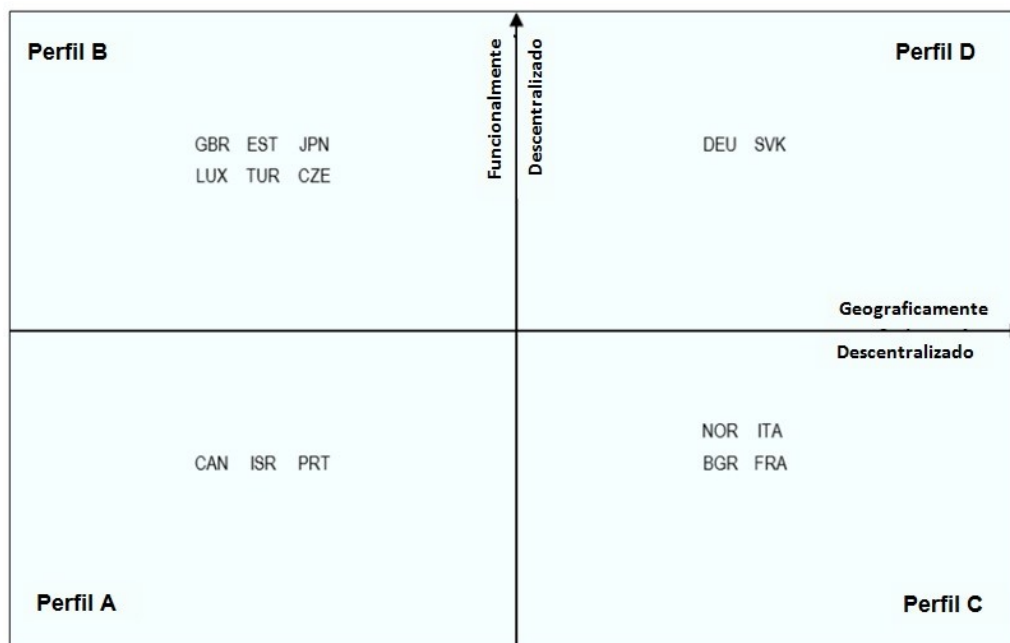 Perfil B
Funcionalmente
Descentralizado
Perfil D
GBR EST JPN
LUX TUR CZE
DEU SVK
Geograficamente
Descentralizado
CAN ISR PRT
NOR ITA
BGR FRA
Perfil A
Perfil C